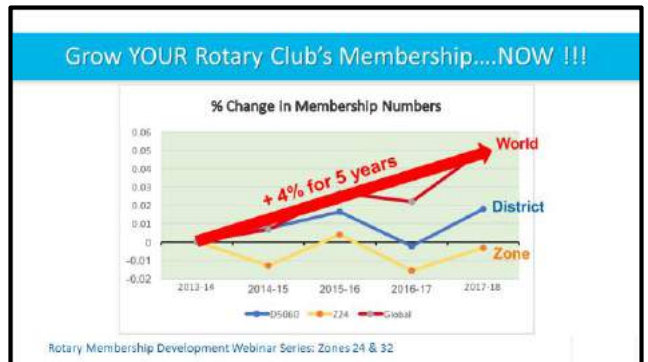 Grow YOUR Rotary Club's Membership....NOW !!!
% Change in Membership Numbers
0.06
0.05
0.04
0.03
0.02
0.01
0
-0.01
-0.02
+ 4% for 5 years
World
District
Zone
2013-14 2014-15 2015-16 2016-17 2017-18
D5060 Z24 Global
Rotary Membership Development Webinar Series: Zones 24 & 32